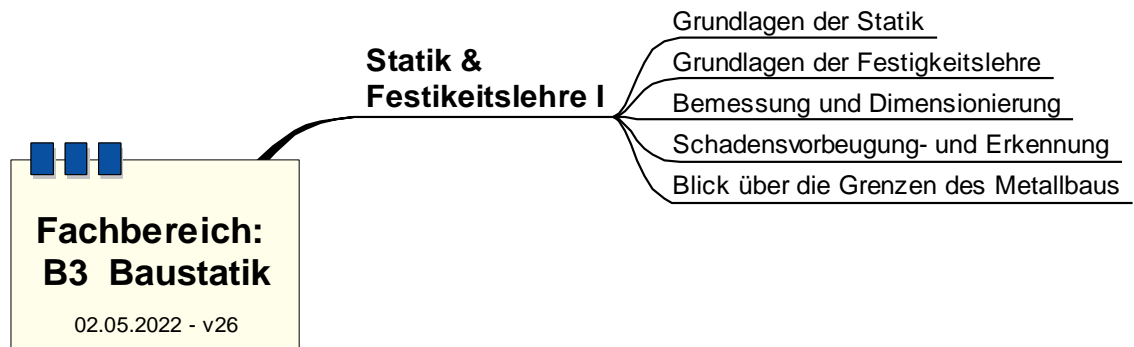 Grundlagen der Statik
Statik &
Festikeitslehre I
Grundlagen der Festigkeitslehre
Bemessung und Dimensionierung
Schadensvorbeugung- und Erkennung
Blick über die Grenzen des Metallbaus
Fachbereich:
B3 Baustatik
02.05.2022 - v26